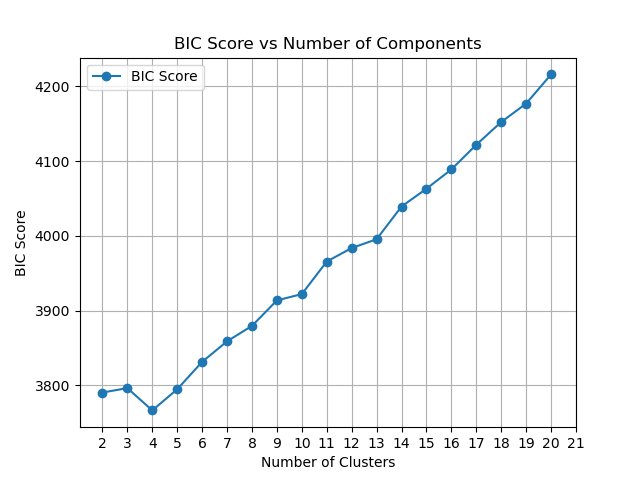 BIC Score vs Number of Components
BIC Score
4200
4100
4000
3900
3800
BIC Score
2 3 4 5 6 7 8 9 10 11 12 13 14 15 16 17 18 19 20 21
Number of Clusters